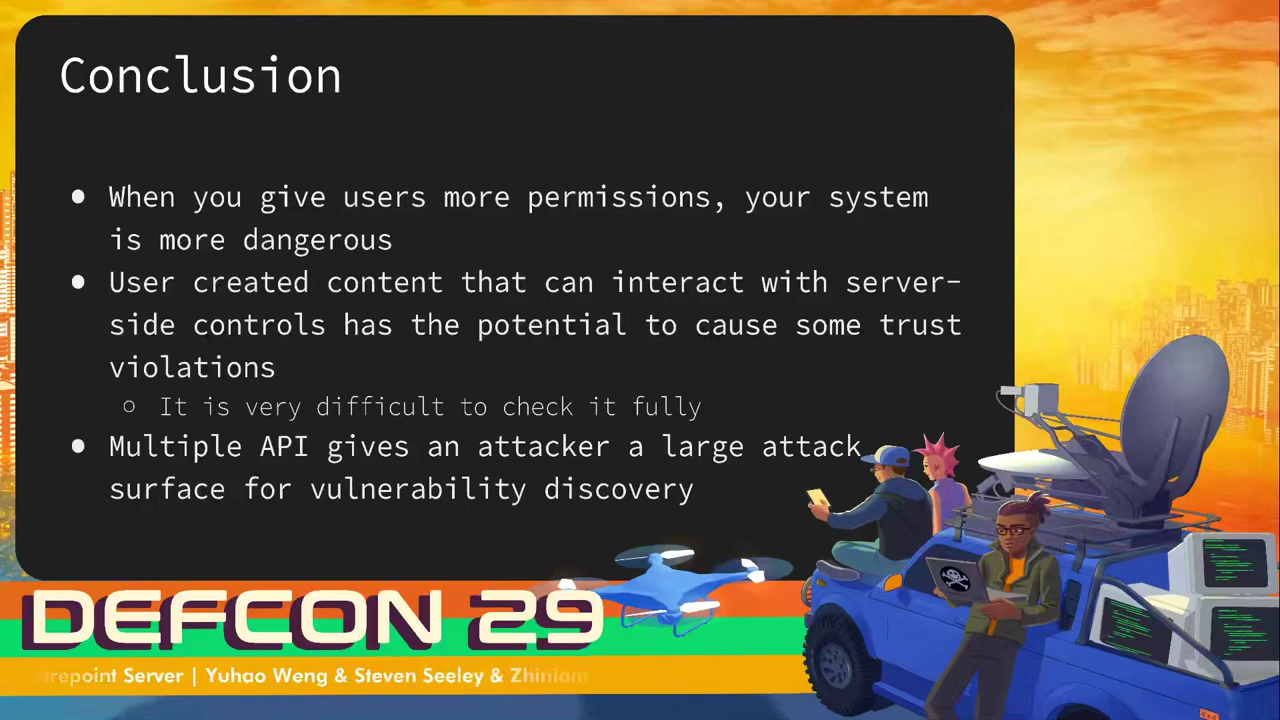 Conclusion
● When you give users more permissions, your system
is more dangerous
● User created content that can interact with server-
side controls has the potential to cause some trust
violations
○ It is very difficult to check it fully
● Multiple API gives an attacker a large attack
surface for vulnerability discovery
DEFCON 29
repoint Server | Yuhao Weng & Steven Seeley & Zhinian